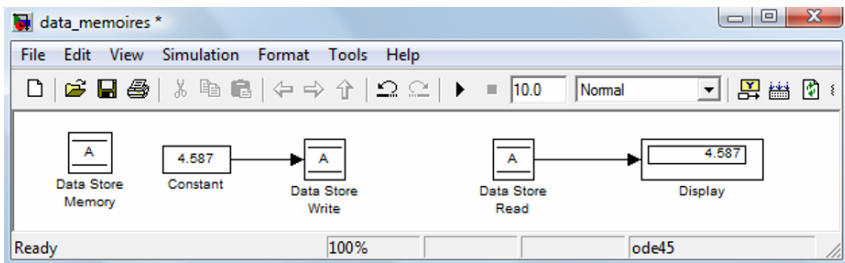 data_memoires *
File Edit View Simulation Format Tools Help
10.0 Normal
A 4.587 A A 4.587
Data Store Memory
Constant
Data Store Write
Data Store Read
Display
Ready 100% ode45